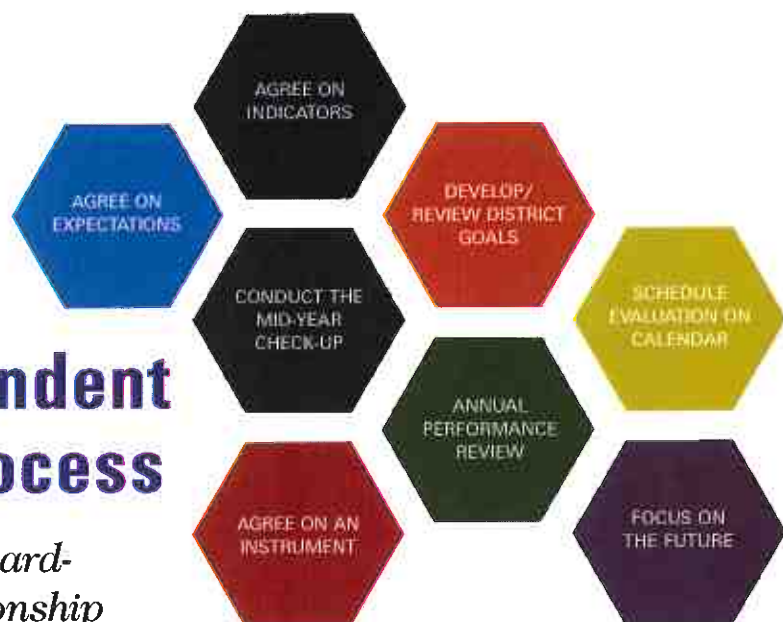 AGREE ON
INDICATORS
AGREE ON
EXPECTATIONS
DEVELOP/
REVIEW DISTRICT
GOALS
CONDUCT THE
MID-YEAR
CHECK-UP
SCHEDULE
EVALUATION ON
CALENDAR
ndent
ocess
ANNUAL
PERFORMANCE
REVIEW
AGREE ON AN
INSTRUMENT
FOCUS ON
THE FUTURE
ard-
onship